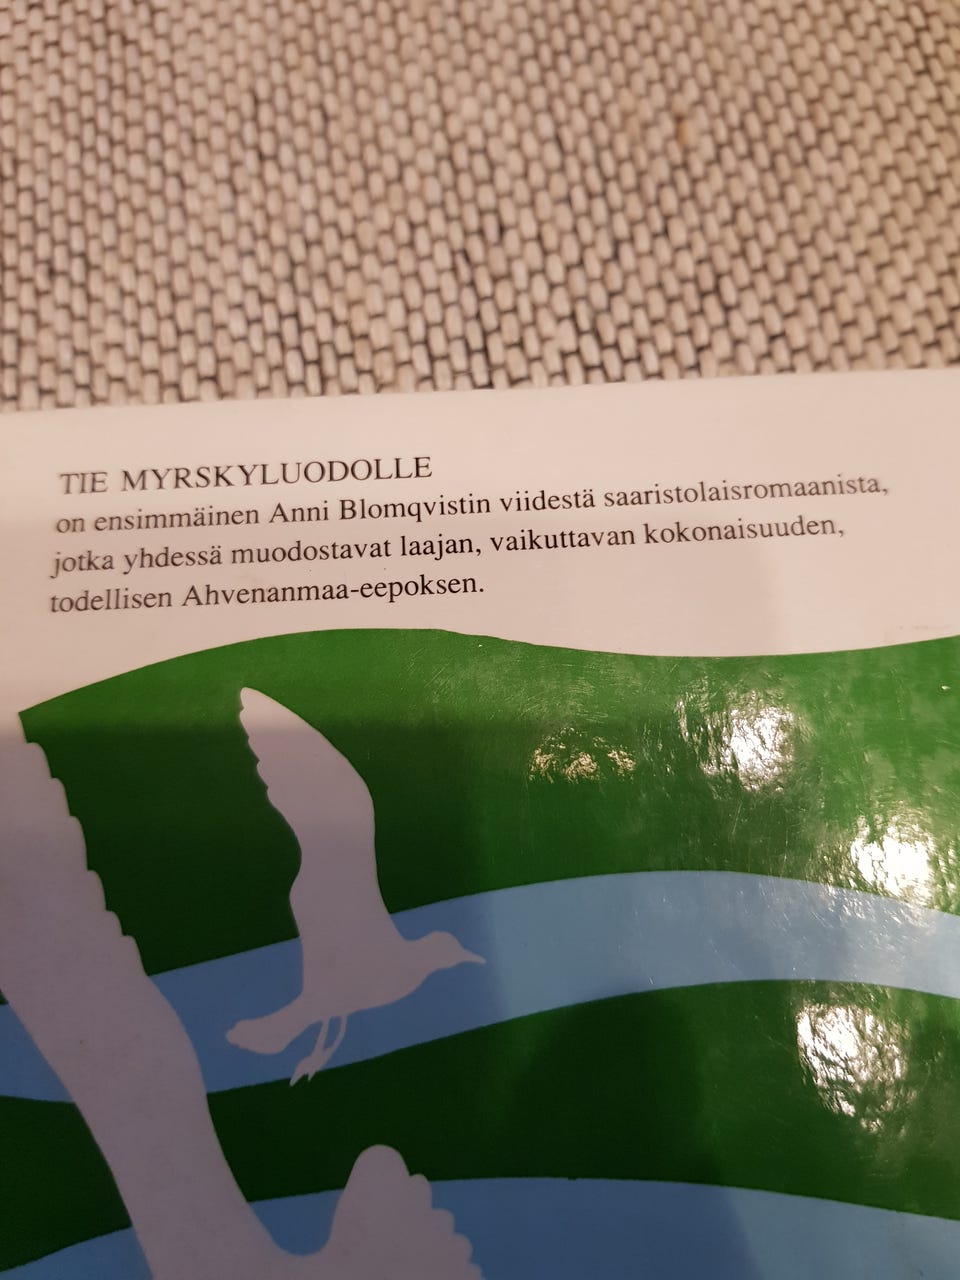 TIE MYRSKYLUODOLLE
on ensimmäinen Anni Blomqvistin viidestä saaristolaisromaanista,
jotka yhdessä muodostavat laajan, vaikuttavan kokonaisuuden,
todellisen Ahvenanmaa-eepoksen.